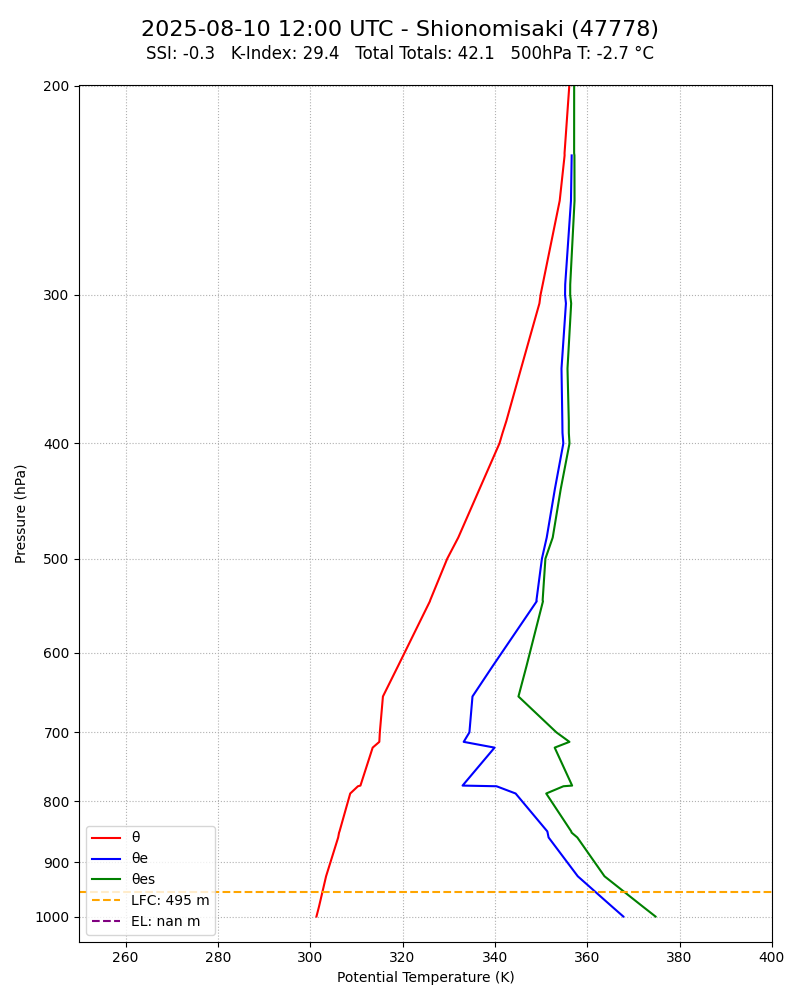 2025-08-10 12:00 UTC - Shionomisaki (47778)
SSI: -0.3   K-Index: 29.4   Total Totals: 42.1   500hPa T: -2.7 °C
200
300
400
500
600
700
800
900
1000
Pressure (hPa)
θ
θe
θes
LFC: 495 m
EL: nan m
260
280
300
320
340
360
380
400
Potential Temperature (K)